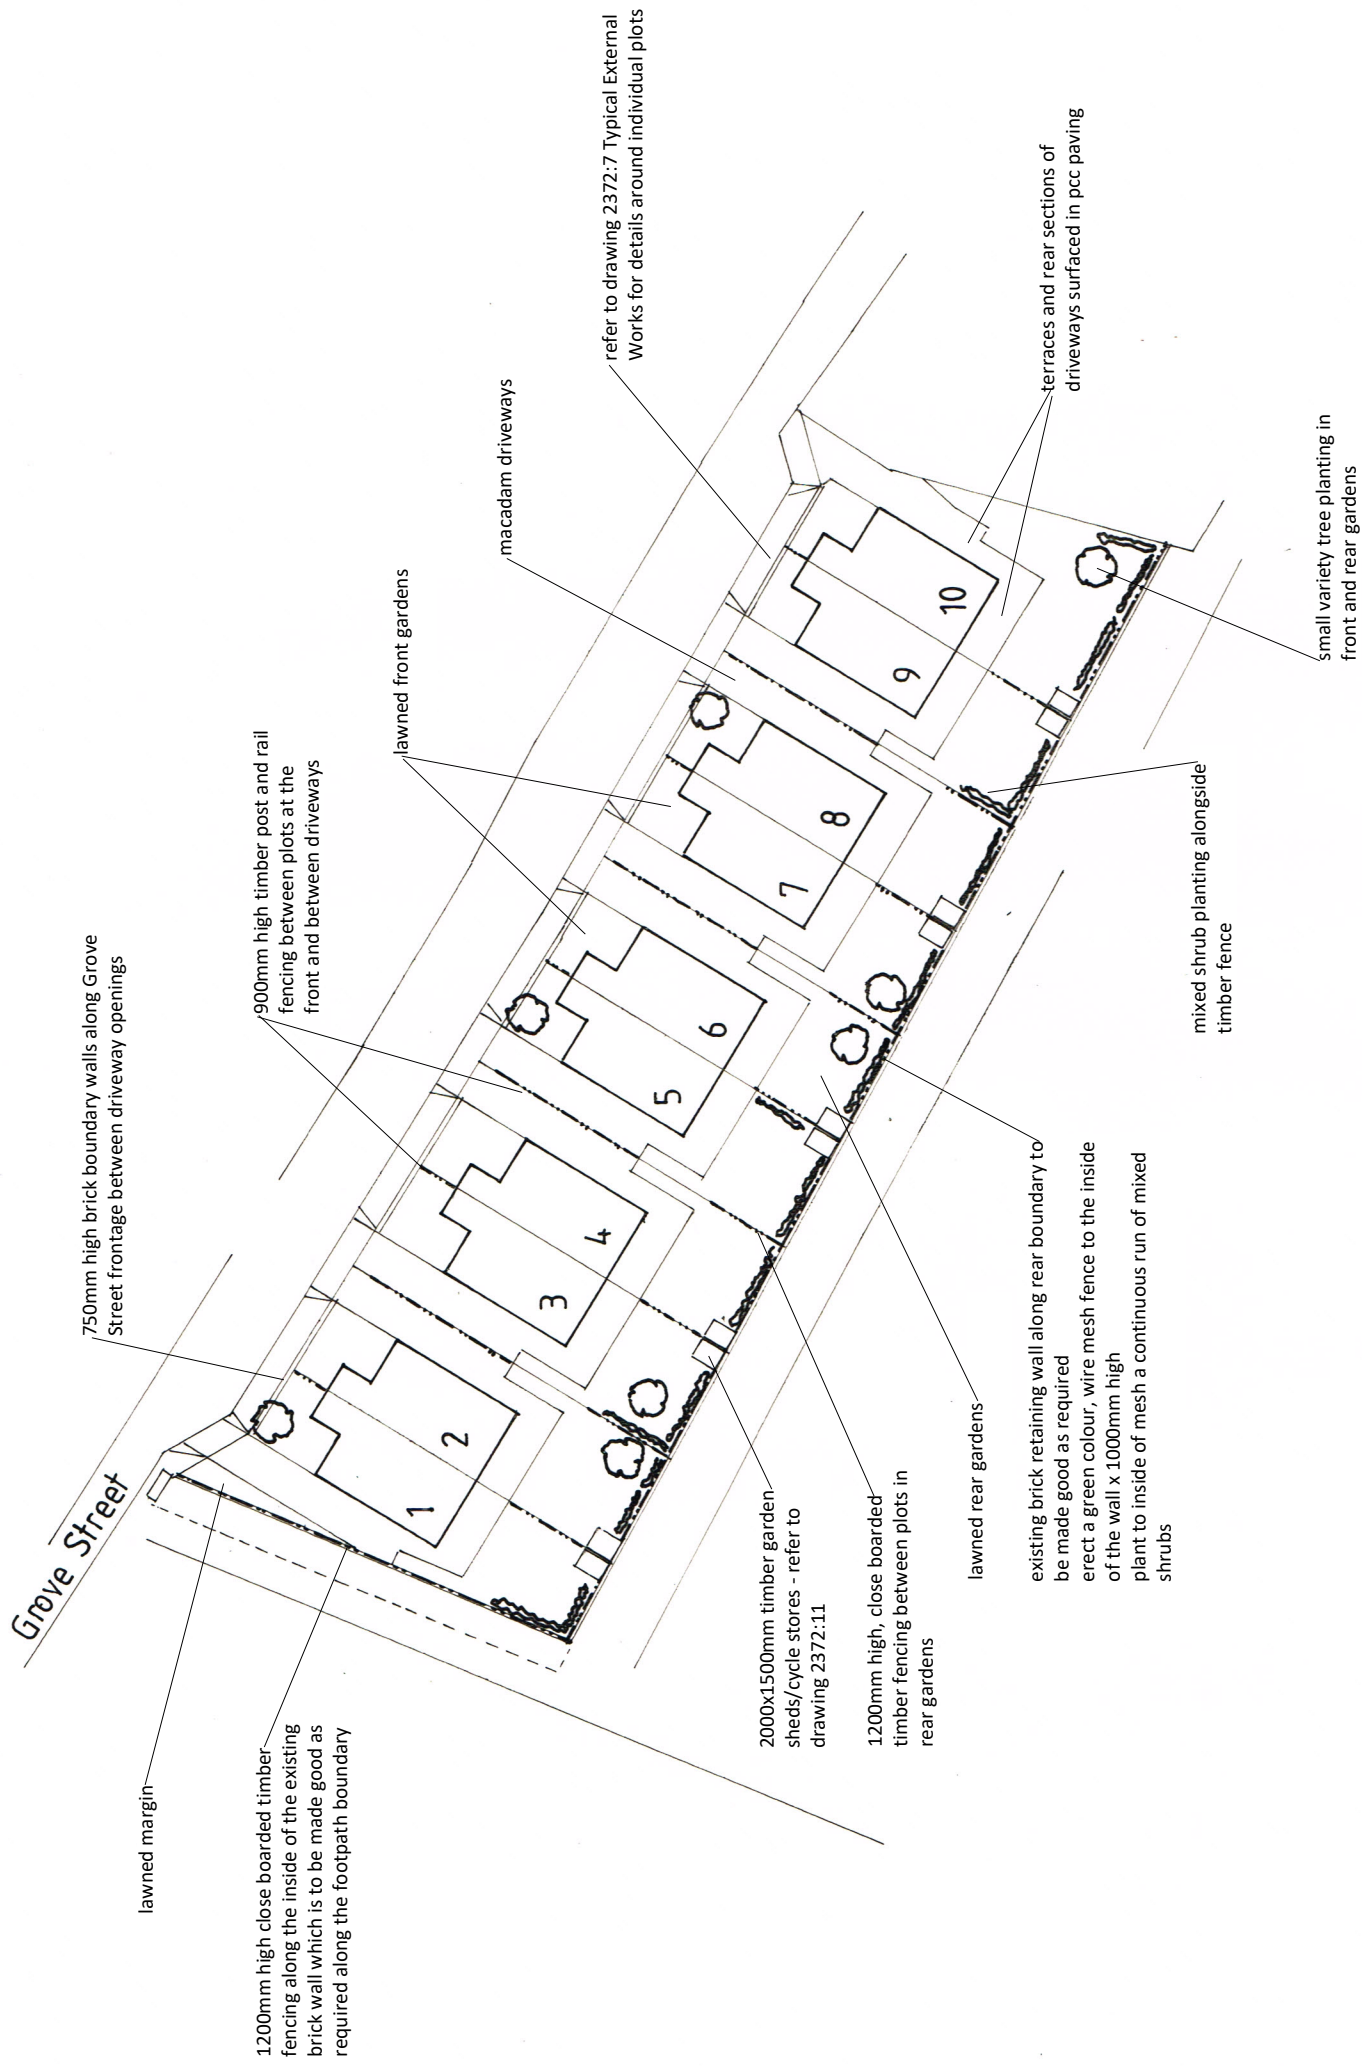 Grove Street
lawned margin
1200mm high close boarded timber
fencing along the inside of the existing
brick wall which is to be made good as
required along the footpath boundary
750mm high brick boundary walls along Grove
Street frontage between driveway openings
900mm high timber post and rail
fencing between plots at the
front and between driveways
lawned front gardens
macadam driveways
refer to drawing 2372:7 Typical External
Works for details around individual plots
1
2
3
4
5
6
7
8
9
10
2000x1500mm timber garden
sheds/cycle stores - refer to
drawing 2372:11
1200mm high, close boarded
timber fencing between plots in
rear gardens
lawned rear gardens
existing brick retaining wall along rear boundary to
be made good as required
erect a green colour, wire mesh fence to the inside
of the wall x 1000mm high
plant to inside of mesh a continuous run of mixed
shrubs
mixed shrub planting alongside
timber fence
terraces and rear sections of
driveways surfaced in pcc paving
small variety tree planting in
front and rear gardens